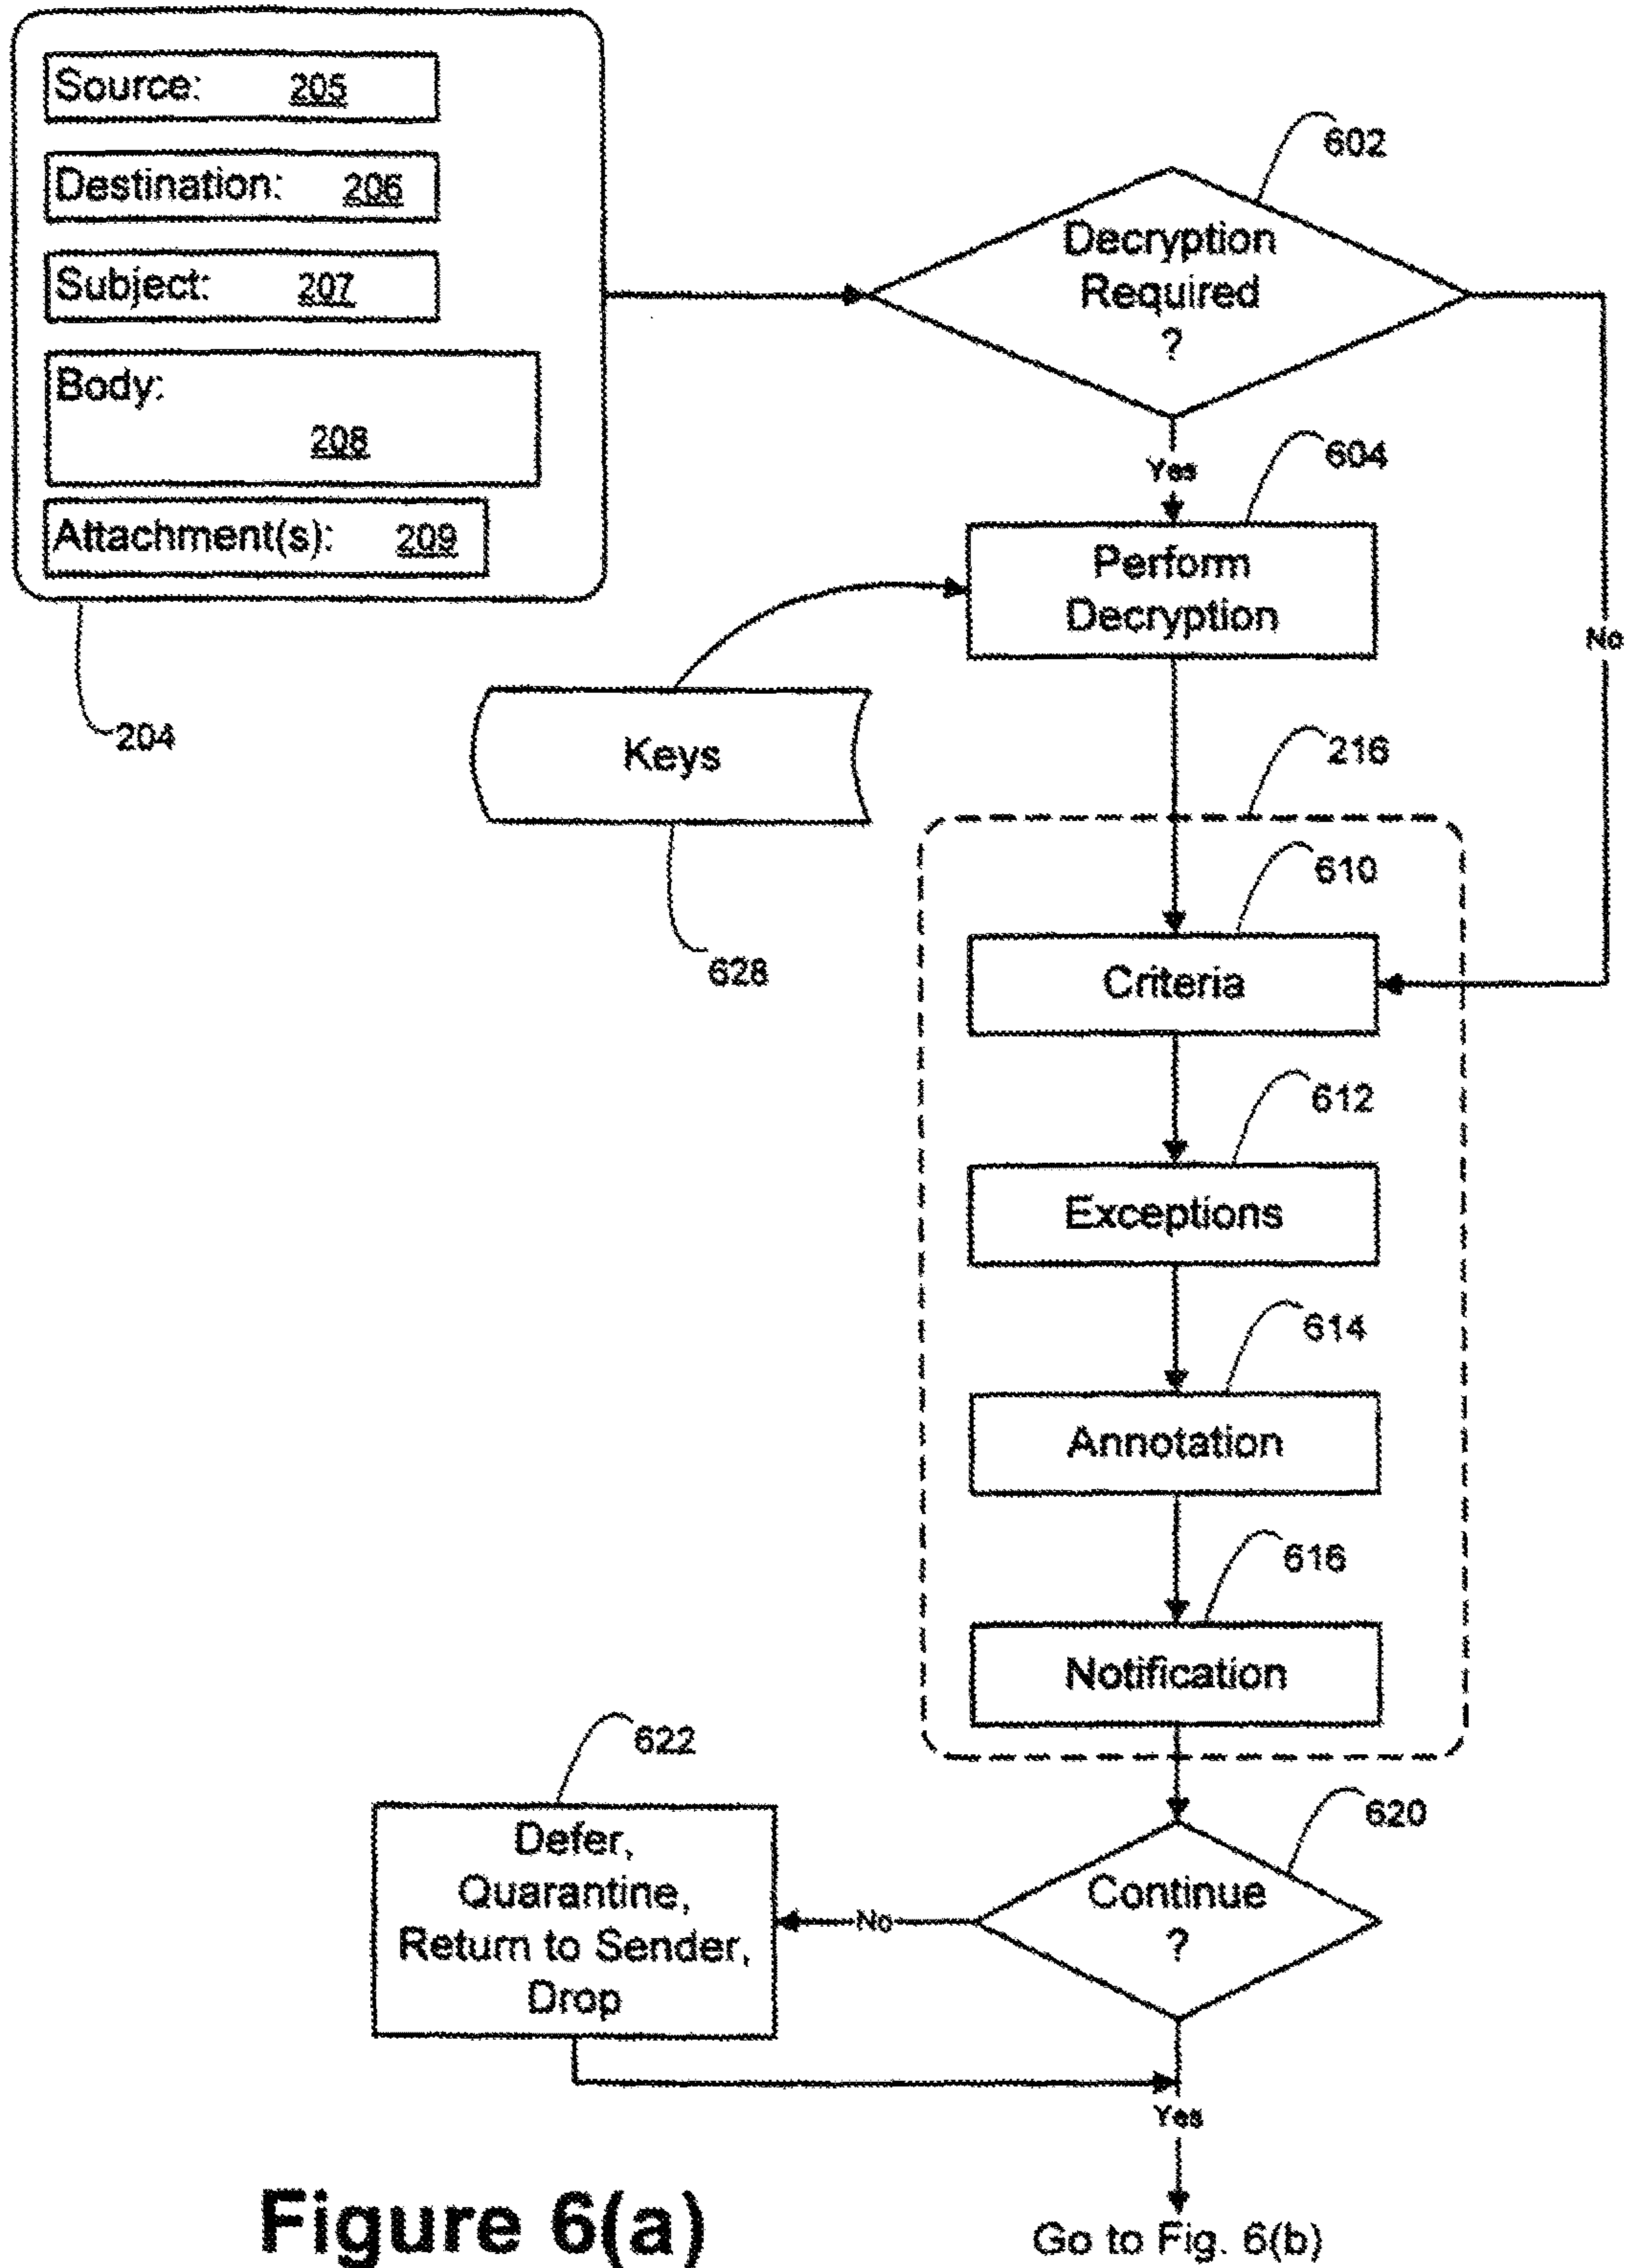 Source: 205
Destination: 206
Subject: 207
Body:
208
Attachment(s): 209
204
602
Decryption
Required
?
Yes
No
604
Perform
Decryption
Keys
628
216
610
Criteria
612
Exceptions
614
Annotation
616
Notification
620
Continue
?
No
622
Defer,
Quarantine,
Return to Sender,
Drop
Yes
Go to Fig. 6(b)
Figure 6(a)